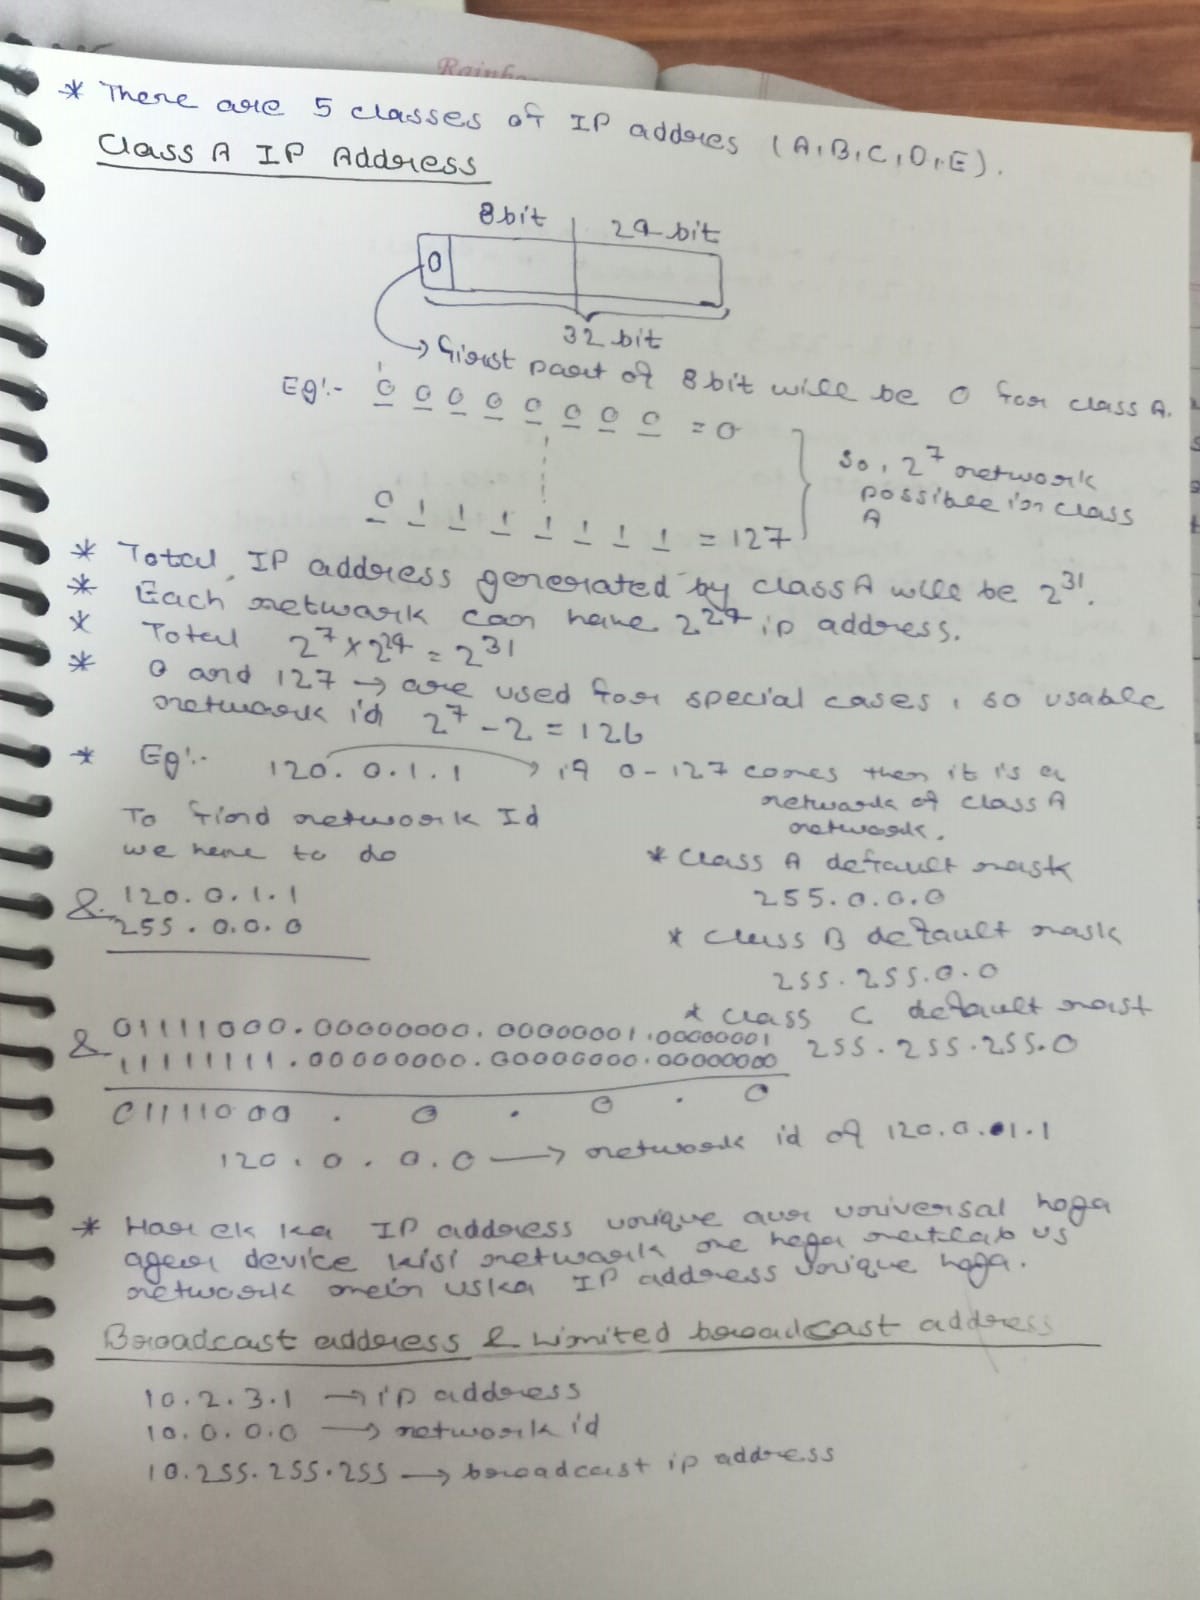 Rainbo
* There are 5 classes of IP addres (A,B,C,D,E).
Class A IP Address
8bit 24 bit
0
32 bit
→ first part of 8 bit will be 0 for class A.
Eg:- 0 0 0 0 0 0 0 0 = 0
so, 2^7 network
possible in class
A
0 1 1 1 1 1 1 1 = 127
* Total IP address generated by class A will be 2^31.
* Each network can have 2^24 ip address.
* Total 2^7 x 2^24 = 2^31
* 0 and 127 → are used for special cases, so usable
network id 2^7 - 2 = 126
* Eg:- 120.0.1.1 → if 0-127 comes then it is a
network of class A
network.
To find network Id
we have to do
* Class A default mask
255.0.0.0
& 120.0.1.1
255.0.0.0
* Class B default mask
255.255.0.0
* Class C default mast
255.255.255.0
& 01111000.00000000.00000001.00000001
11111111.00000000.00000000.00000000
01111000 . 0 . 0 . 0
120.0.0.0 → network id of 120.0.1.1
* Har ek ka IP address unique aur universal hoga
agar device kisi network me hega matlab us
network mein uska IP address unique hoga.
Broadcast address & Limited broadcast address
10.2.3.1 → ip address
10.0.0.0 → network id
10.255.255.255 → broadcast ip address